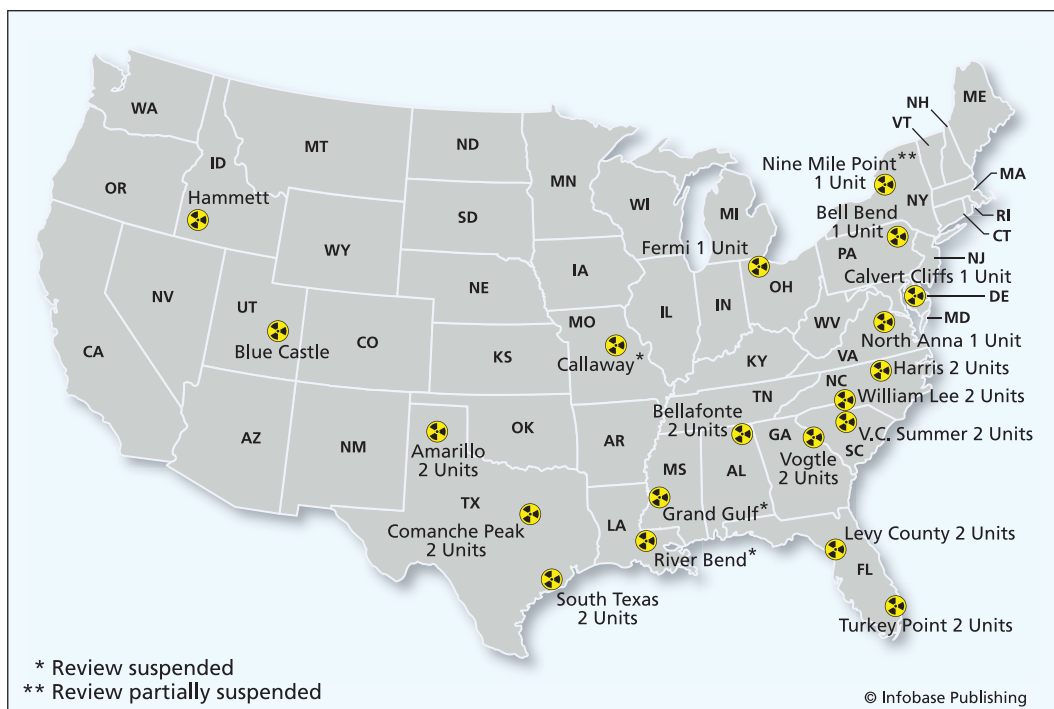 WA
OR
CA
ID
Hammett
NV
UT
Blue Castle
AZ
MT
WY
CO
NM
ND
SD
NE
KS
OK
Amarillo
2 Units
TX
Comanche Peak
2 Units
South Texas
2 Units
MN
IA
MO
Callaway*
AR
LA
River Bend*
WI
IL
MI
Fermi 1 Unit
IN
OH
KY
TN
Bellafonte
2 Units
MS
Grand Gulf*
AL
GA
Vogtle
2 Units
Levy County 2 Units
FL
Turkey Point 2 Units
SC
V.C. Summer 2 Units
NC
William Lee 2 Units
Harris 2 Units
VA
North Anna 1 Unit
WV
MD
DE
Calvert Cliffs 1 Unit
NJ
PA
Bell Bend
1 Unit
NY
Nine Mile Point**
1 Unit
CT
RI
MA
VT
NH
ME
* Review suspended
** Review partially suspended
© Infobase Publishing